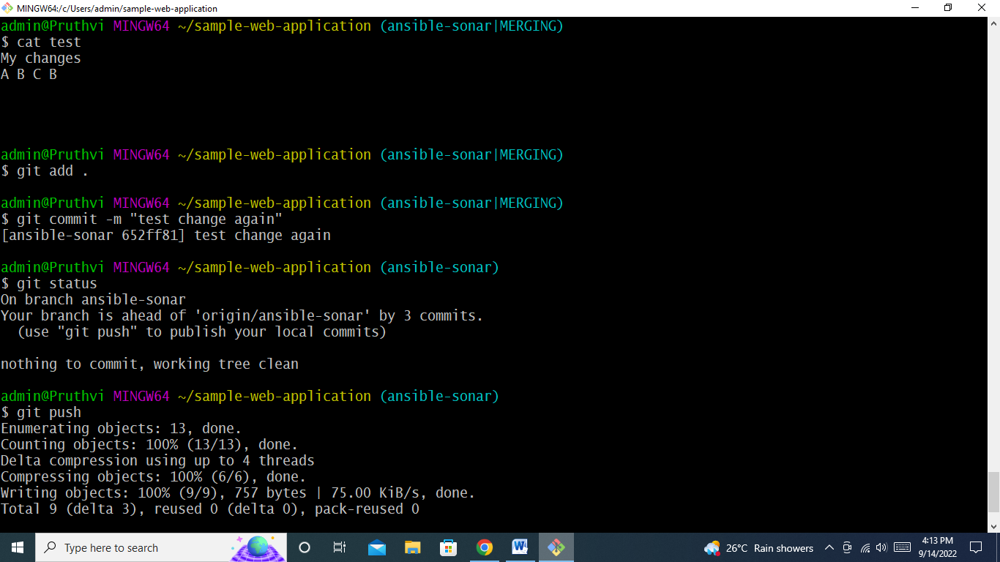 MINGW64:/c/Users/admin/sample-web-application
admin@Pruthvi MINGW64 ~/sample-web-application (ansible-sonar|MERGING)
$ cat test
My changes
A B C B
admin@Pruthvi MINGW64 ~/sample-web-application (ansible-sonar|MERGING)
$ git add .
admin@Pruthvi MINGW64 ~/sample-web-application (ansible-sonar|MERGING)
$ git commit -m "test change again"
[ansible-sonar 652ff81] test change again
admin@Pruthvi MINGW64 ~/sample-web-application (ansible-sonar)
$ git status
On branch ansible-sonar
Your branch is ahead of 'origin/ansible-sonar' by 3 commits.
  (use "git push" to publish your local commits)
nothing to commit, working tree clean
admin@Pruthvi MINGW64 ~/sample-web-application (ansible-sonar)
$ git push
Enumerating objects: 13, done.
Counting objects: 100% (13/13), done.
Delta compression using up to 4 threads
Compressing objects: 100% (6/6), done.
Writing objects: 100% (9/9), 757 bytes | 75.00 KiB/s, done.
Total 9 (delta 3), reused 0 (delta 0), pack-reused 0
Type here to search
W
26°C Rain showers
4:13 PM
9/14/2022